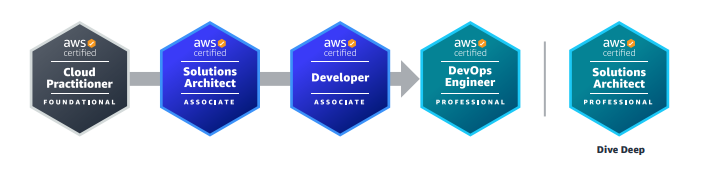 aws
certified
Cloud
Practitioner
FOUNDATIONAL
aws
certified
Solutions
Architect
ASSOCIATE
aws
certified
Developer
ASSOCIATE
aws
certified
DevOps
Engineer
PROFESSIONAL
aws
certified
Solutions
Architect
PROFESSIONAL
Dive Deep